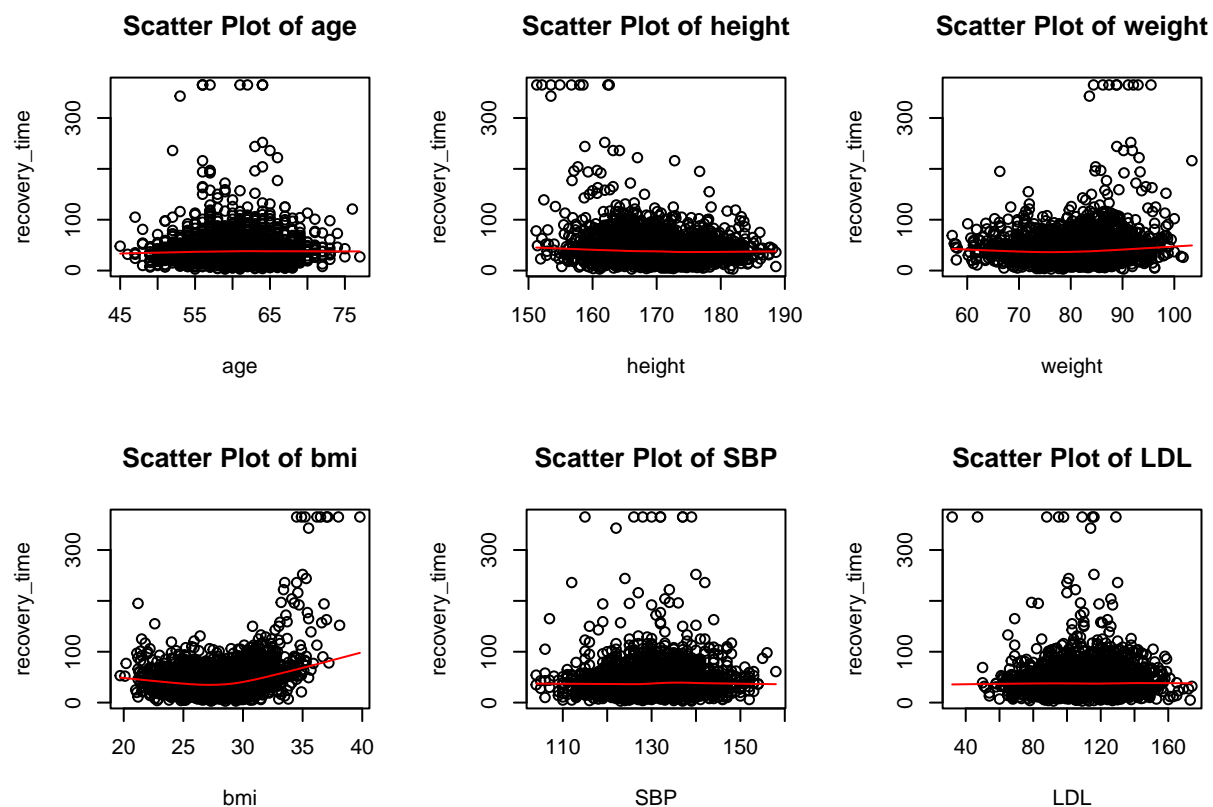 Scatter Plot of age
recovery_time
0 100 300
45 55 65 75
age
Scatter Plot of height
recovery_time
0 100 300
150 160 170 180 190
height
Scatter Plot of weight
recovery_time
0 100 300
60 70 80 90 100
weight
Scatter Plot of bmi
recovery_time
0 100 300
20 25 30 35 40
bmi
Scatter Plot of SBP
recovery_time
0 100 300
110 130 150
SBP
Scatter Plot of LDL
recovery_time
0 100 300
40 80 120 160
LDL